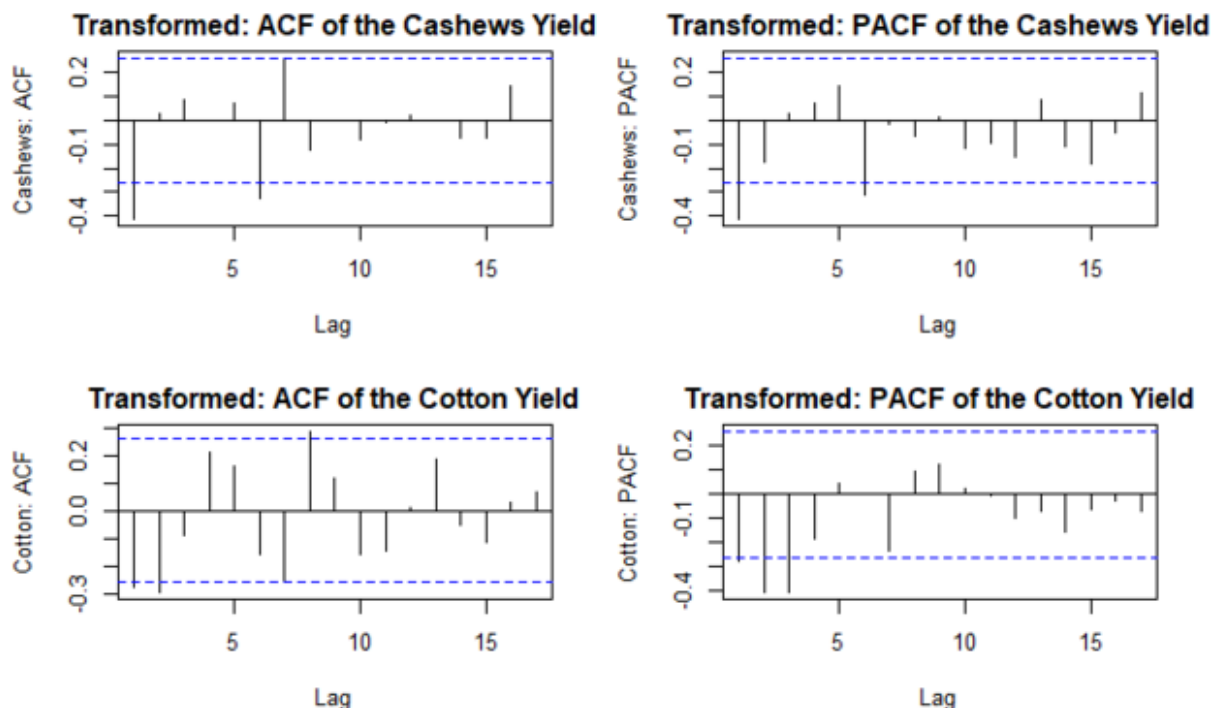 Transformed: ACF of the Cashews Yield
Cashews: ACF
0.2
-0.1
-0.4
5
10
15
Lag
Transformed: PACF of the Cashews Yield
Cashews: PACF
0.2
-0.1
-0.4
5
10
15
Lag
Transformed: ACF of the Cotton Yield
Cotton: ACF
0.2
0.0
-0.3
5
10
15
Lag
Transformed: PACF of the Cotton Yield
Cotton: PACF
0.2
-0.1
-0.4
5
10
15
Lag